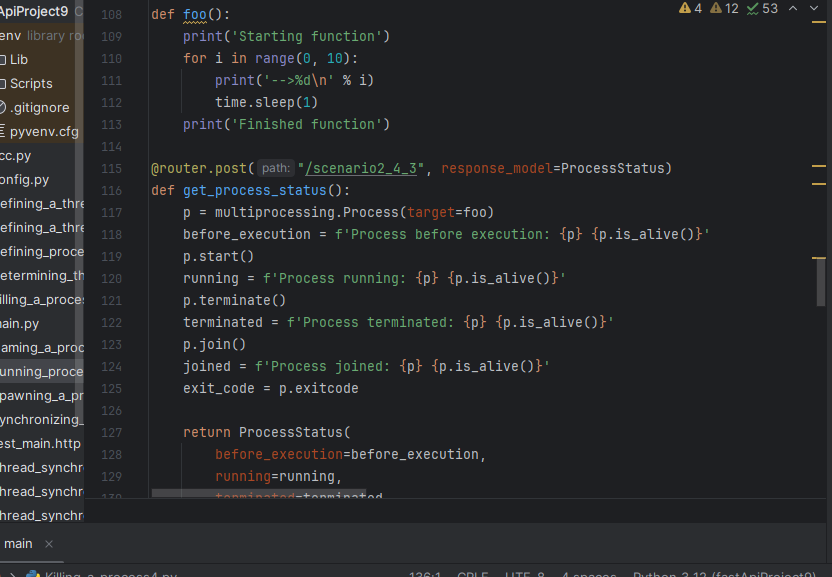 ApiProject9 C
env library ro
Lib
Scripts
.gitignore
pyvenv.cfg
cc.py
onfig.py
efining_a_thre
efining_a_thre
efining_proce
etermining_th
illing_a_proces
ain.py
aming_a_proc
unning_proce
pawning_a_pr
ynchronizing_
est_main.http
hread_synchr
hread_synchr
hread_synchr
4 12 53
108 def foo():
109 print('Starting function')
110 for i in range(0, 10):
111 print('-->%d\n' % i)
112 time.sleep(1)
113 print('Finished function')
114
115 @router.post( path: "/scenario2_4_3", response_model=ProcessStatus)
116 def get_process_status():
117 p = multiprocessing.Process(target=foo)
118 before_execution = f'Process before execution: {p} {p.is_alive()}'
119 p.start()
120 running = f'Process running: {p} {p.is_alive()}'
121 p.terminate()
122 terminated = f'Process terminated: {p} {p.is_alive()}'
123 p.join()
124 joined = f'Process joined: {p} {p.is_alive()}'
125 exit_code = p.exitcode
126
127 return ProcessStatus(
128 before_execution=before_execution,
129 running=running,
130 terminated=terminated
main ×
Killing_a_process4.py 136:1 CRLF UTF-8 4 spaces Python 3.12 (fastApiProject9)